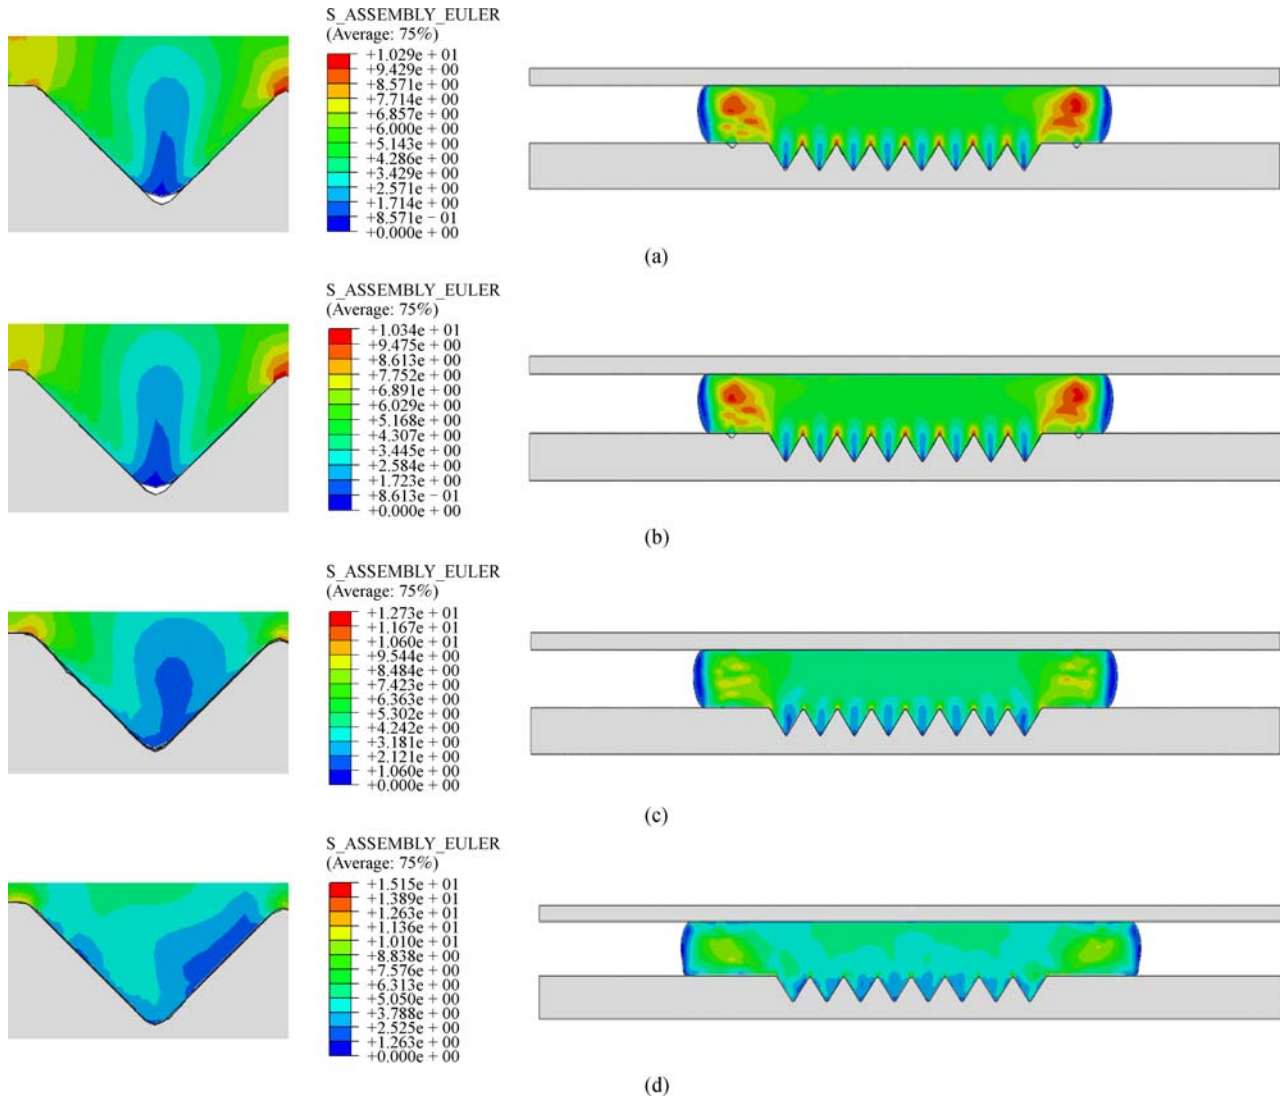 S_ASSEMBLY_EULER
(Average: 75%)
+1.029e + 01
+9.429e + 00
+8.571e + 00
+7.714e + 00
+6.857e + 00
+6.000e + 00
+5.143e + 00
+4.286e + 00
+3.429e + 00
+2.571e + 00
+1.714e + 00
+8.571e − 01
+0.000e + 00
(a)
S_ASSEMBLY_EULER
(Average: 75%)
+1.034e + 01
+9.475e + 00
+8.613e + 00
+7.752e + 00
+6.891e + 00
+6.029e + 00
+5.168e + 00
+4.307e + 00
+3.445e + 00
+2.584e + 00
+1.723e + 00
+8.613e − 01
+0.000e + 00
(b)
S_ASSEMBLY_EULER
(Average: 75%)
+1.273e + 01
+1.167e + 01
+1.060e + 01
+9.544e + 00
+8.484e + 00
+7.423e + 00
+6.363e + 00
+5.302e + 00
+4.242e + 00
+3.181e + 00
+2.121e + 00
+1.060e + 00
+0.000e + 00
(c)
S_ASSEMBLY_EULER
(Average: 75%)
+1.515e + 01
+1.389e + 01
+1.263e + 01
+1.136e + 01
+1.010e + 01
+8.838e + 00
+7.576e + 00
+6.313e + 00
+5.050e + 00
+3.788e + 00
+2.525e + 00
+1.263e + 00
+0.000e + 00
(d)